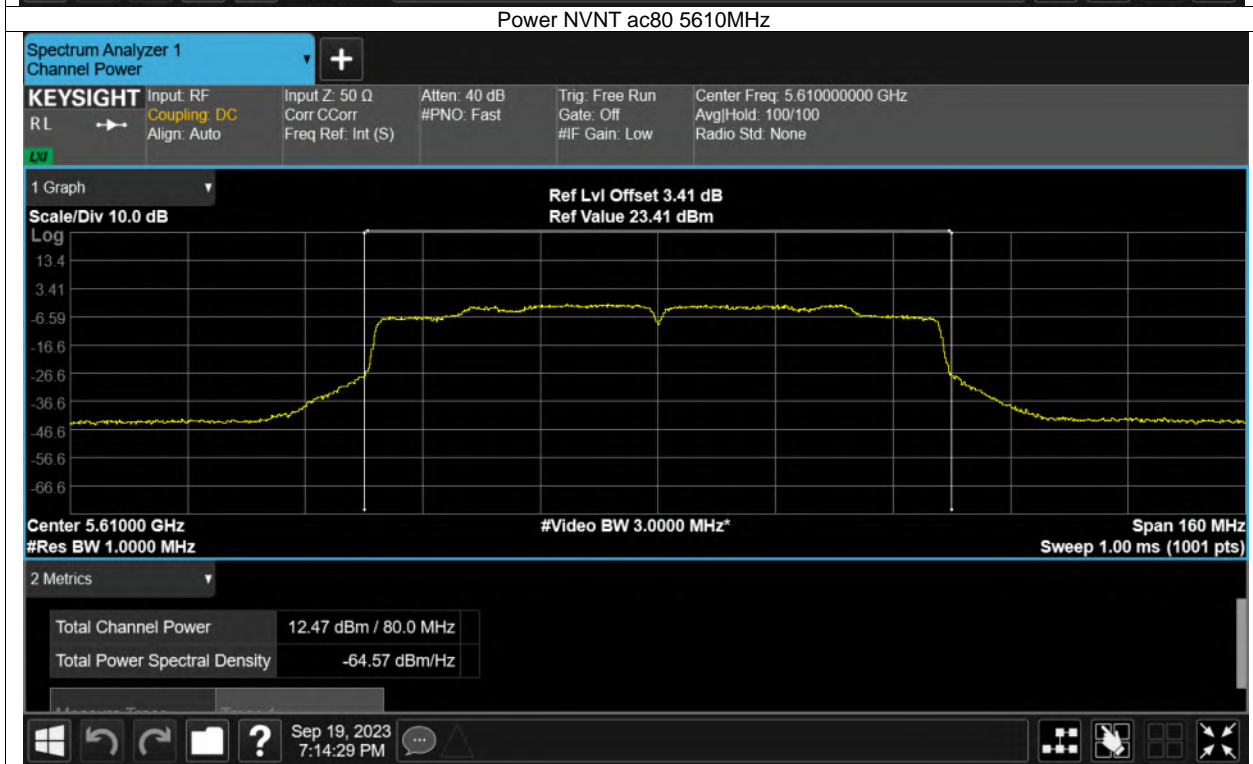 Power NVNT ac80 5610MHz
Spectrum Analyzer 1
Channel Power
KEYSIGHT
RL
LXI
Input: RF
Coupling: DC
Align: Auto
Input Z: 50 Ω
Corr CCorr
Freq Ref: Int (S)
Atten: 40 dB
#PNO: Fast
Trig: Free Run
Gate: Off
#IF Gain: Low
Center Freq: 5.610000000 GHz
Avg|Hold: 100/100
Radio Std: None
1 Graph
Scale/Div 10.0 dB
Ref Lvl Offset 3.41 dB
Ref Value 23.41 dBm
Log
13.4
3.41
-6.59
-16.6
-26.6
-36.6
-46.6
-56.6
-66.6
Center 5.61000 GHz
#Video BW 3.0000 MHz*
Span 160 MHz
#Res BW 1.0000 MHz
Sweep 1.00 ms (1001 pts)
2 Metrics
Total Channel Power 12.47 dBm / 80.0 MHz
Total Power Spectral Density -64.57 dBm/Hz
?
Sep 19, 2023
7:14:29 PM